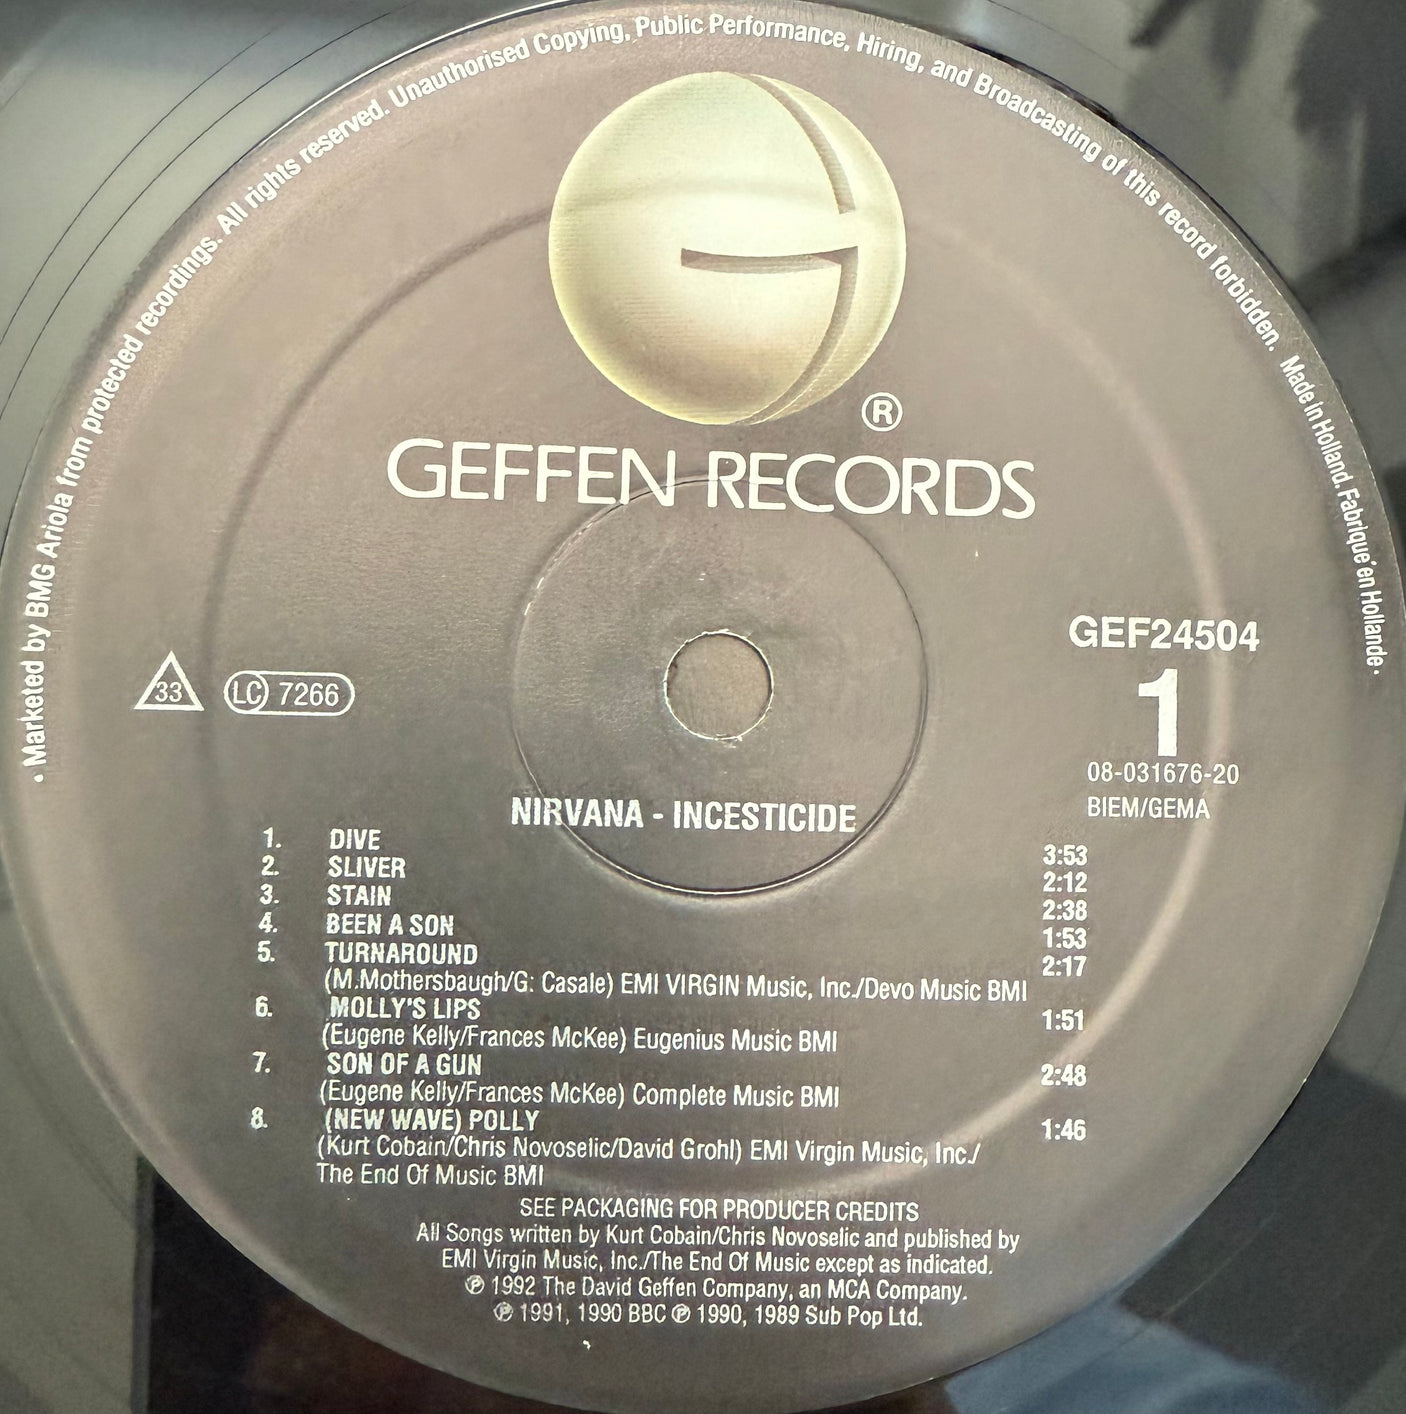 • Marketed by BMG Ariola from protected recordings. All rights reserved. Unauthorised Copying, Public Performance, Hiring, and Broadcasting of this record forbidden. Made in Holland. Fabriqué en Hollande •
®
GEFFEN RECORDS
GEF24504
33 LC 7266
1
08-031676-20
BIEM/GEMA
NIRVANA - INCESTICIDE
1. DIVE 3:53
2. SLIVER 2:12
3. STAIN 2:38
4. BEEN A SON 1:53
5. TURNAROUND 2:17
(M.Mothersbaugh/G: Casale) EMI VIRGIN Music, Inc./Devo Music BMI
6. MOLLY'S LIPS 1:51
(Eugene Kelly/Frances McKee) Eugenius Music BMI
7. SON OF A GUN 2:48
(Eugene Kelly/Frances McKee) Complete Music BMI
8. (NEW WAVE) POLLY 1:46
(Kurt Cobain/Chris Novoselic/David Grohl) EMI Virgin Music, Inc./
The End Of Music BMI
SEE PACKAGING FOR PRODUCER CREDITS
All Songs written by Kurt Cobain/Chris Novoselic and published by
EMI Virgin Music, Inc./The End Of Music except as indicated.
℗ 1992 The David Geffen Company, an MCA Company.
℗ 1991, 1990 BBC ℗ 1990, 1989 Sub Pop Ltd.